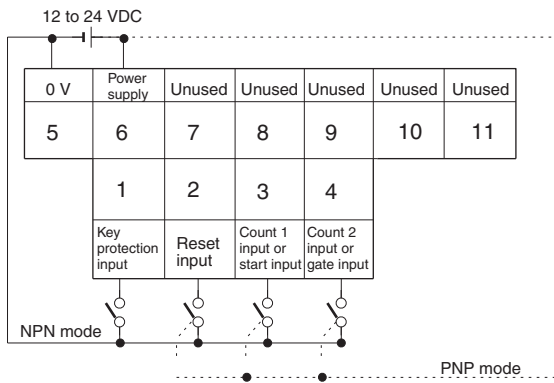 12 to 24 VDC
0 V
Power
supply
Unused
Unused
Unused
Unused
Unused
5
6
7
8
9
10
11
1
2
3
4
Key
protection
input
Reset
input
Count 1
input or
start input
Count 2
input or
gate input
NPN mode
PNP mode